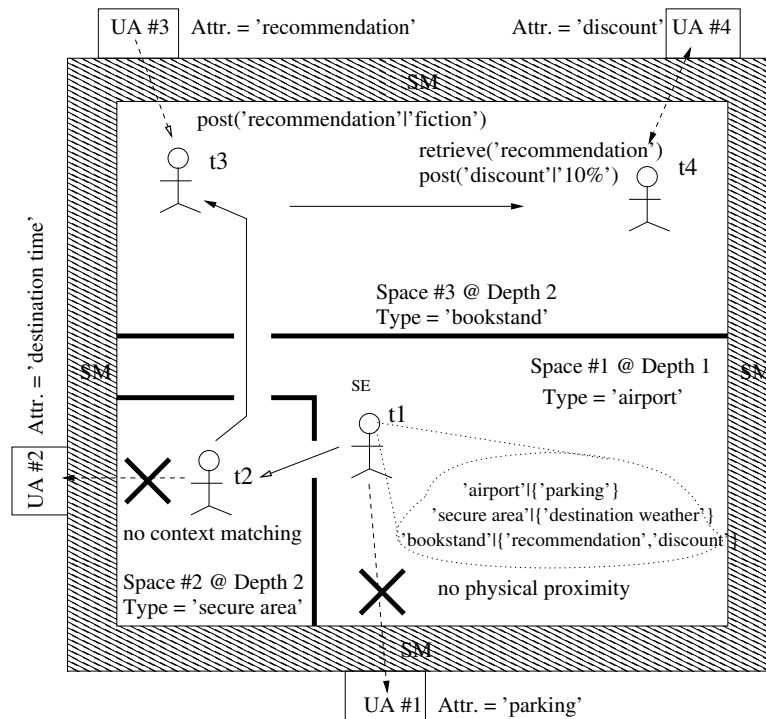 UA #3 Attr. = 'recommendation'
Attr. = 'discount' UA #4
SM
post('recommendation'|'fiction')
t3
retrieve('recommendation')
post('discount'|'10%')
t4
Attr. = 'destination time'
Space #3 @ Depth 2
Type = 'bookstand'
SM
SM
Space #1 @ Depth 1
Type = 'airport'
SE
t1
UA #2
t2
no context matching
'airport'|{'parking'}
'secure area'|{'destination weather'}
'bookstand'|{'recommendation','discount'}
Space #2 @ Depth 2
Type = 'secure area'
no physical proximity
SM
UA #1 Attr. = 'parking'